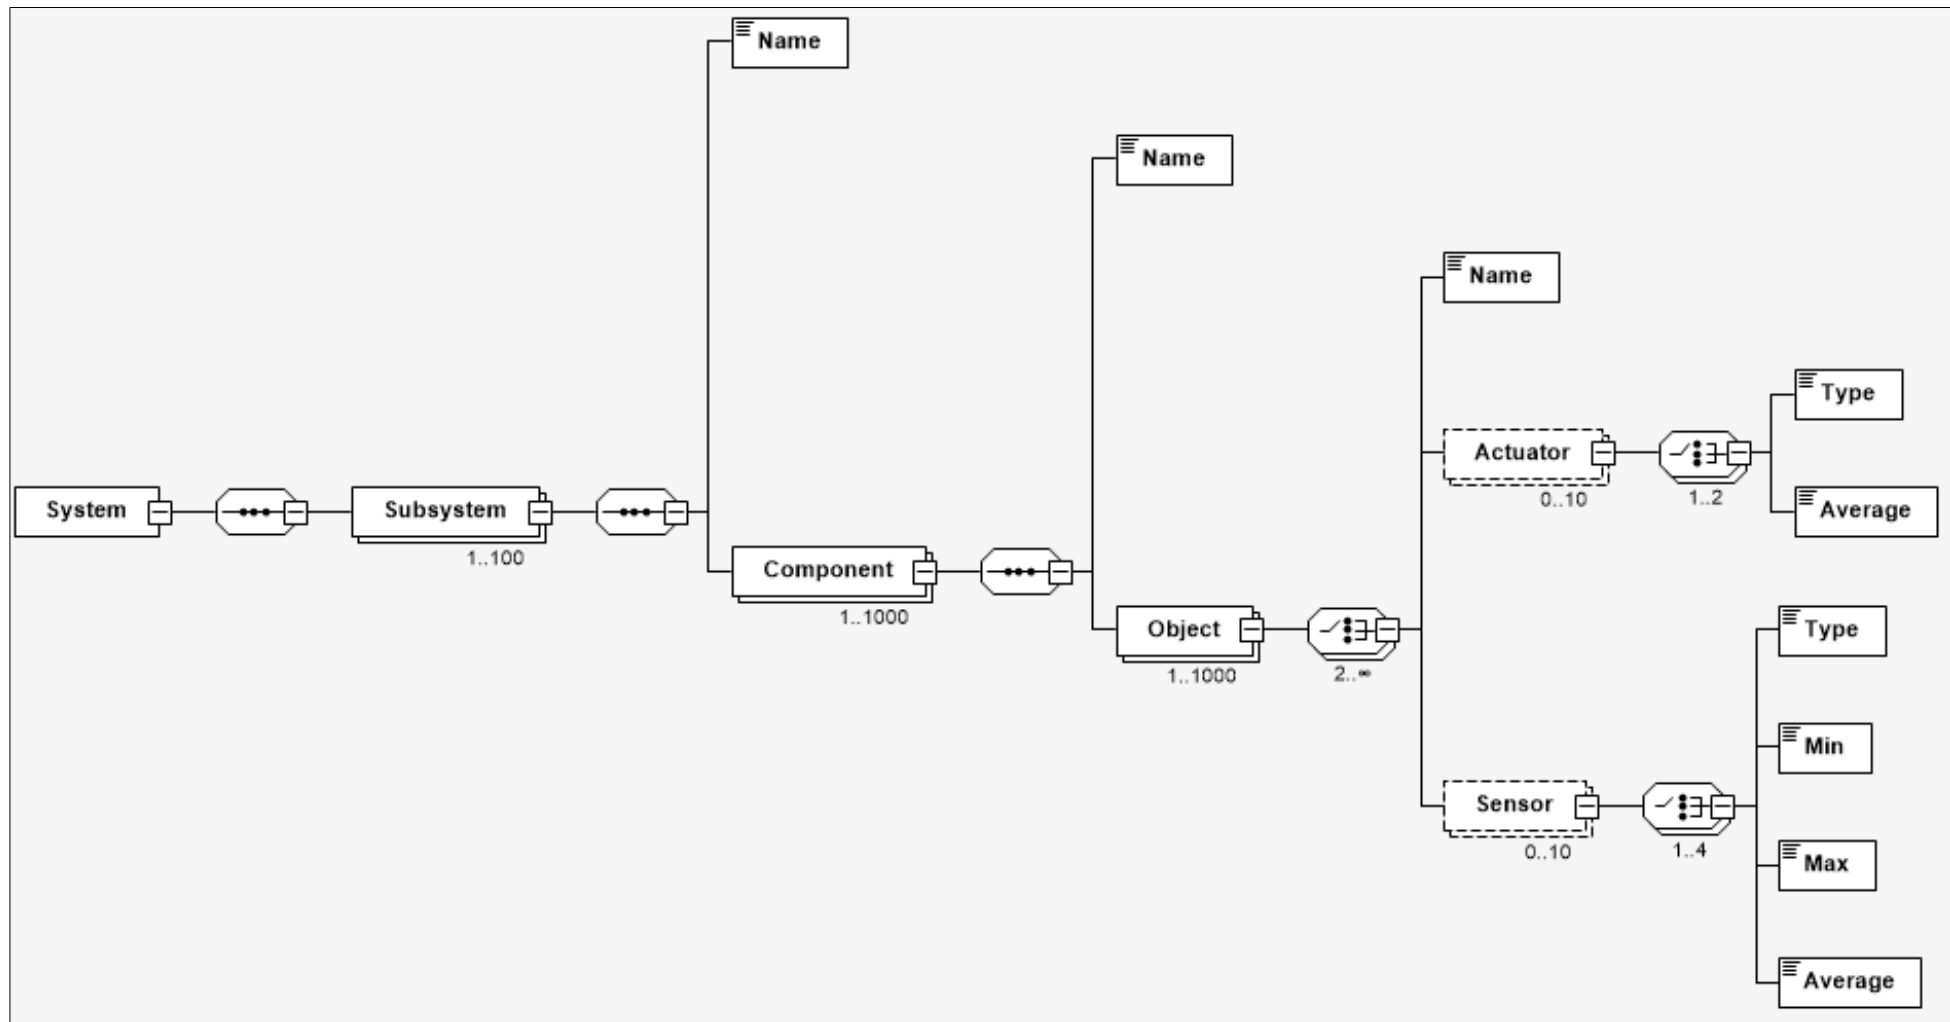 Name
Name
Name
Type
Actuator
0..10
1..2
Average
System
Subsystem
1..100
Component
1..1000
Object
1..1000
2..∞
Type
Min
Sensor
0..10
1..4
Max
Average